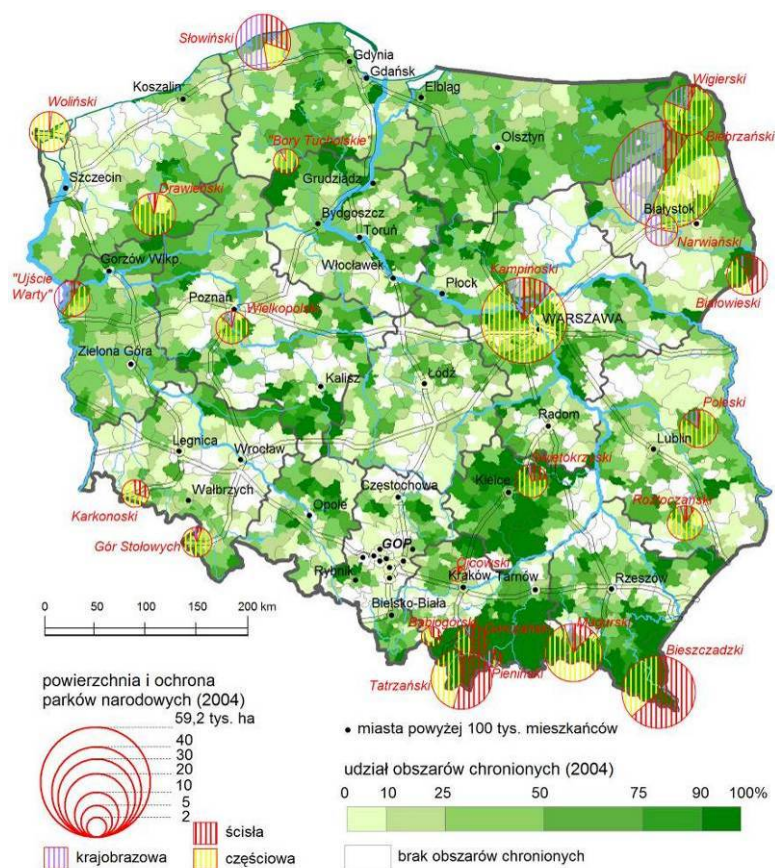 Słowiński
Gdynia
Gdańsk
Koszalin
Elbląg
Wigierski
Woliński
Olsztyn
"Bory Tucholskie"
Biebrzański
Szczecin
Grudziądz
Drawieński
Białystok
Bydgoszcz
Narwiański
Toruń
Gorzów Wlkp
Kampinoski
Włocławek
"Ujście
Warty"
Płock
Białowieski
Poznań
Wielkopolski
WARSZAWA
Zielona Góra
Łódź
Kalisz
Poleski
Radom
Legnica
Lublin
Wrocław
Świętokrzyski
Kielce
Częstochowa
Wałbrzych
Roztoczański
Karkonoski
Opole
Gór Stołowych
GOP
Ojcowski
Rybnik
Kraków
Tarnów
Rzeszów
Bielsko-Biała
0 50 100 150 200 km
Babiogórski
Magurski
Bieszczadzki
Pieniński
Tatrzański
powierzchnia i ochrona
parków narodowych (2004)
59,2 tys. ha
40
30
20
10
5
2
ścisła
krajobrazowa
częściowa
miasta powyżej 100 tys. mieszkańców
udział obszarów chronionych (2004)
0 10 25 50 75 90 100%
brak obszarów chronionych